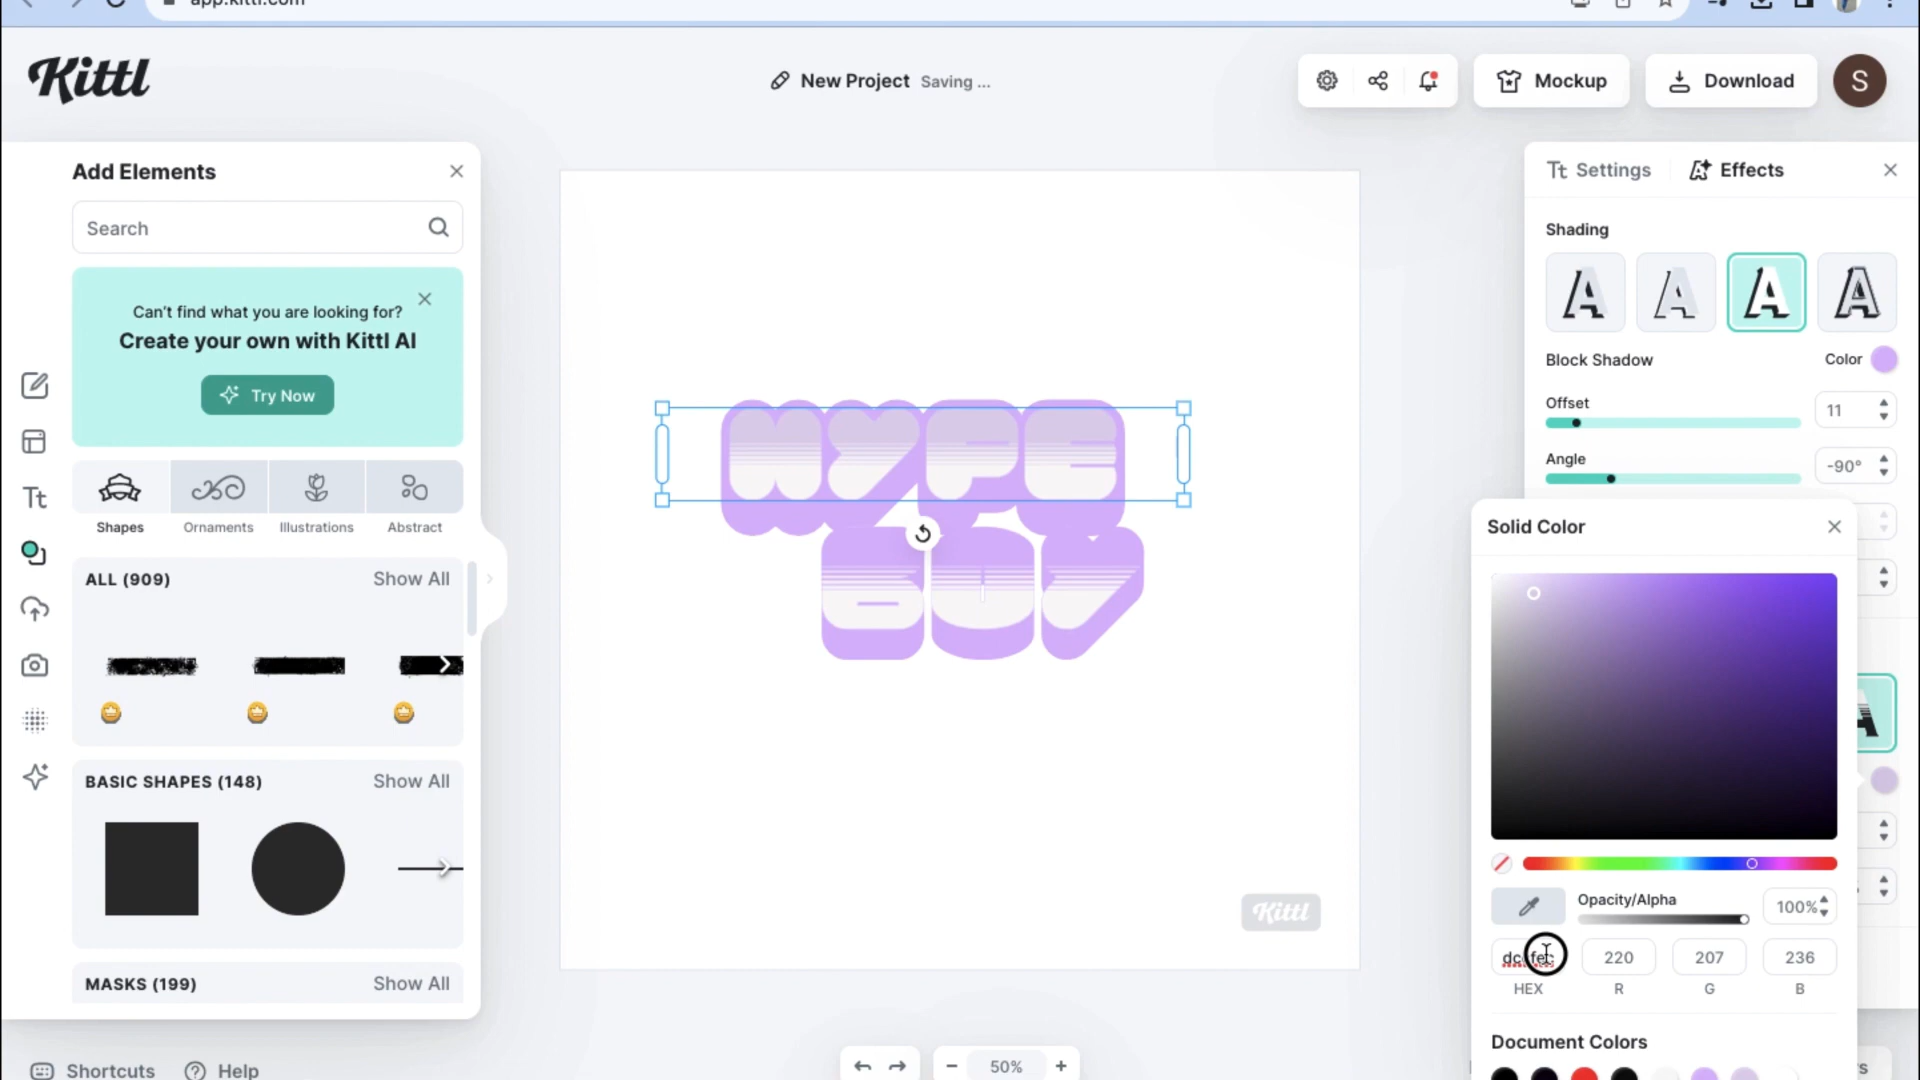 app.kittl.com
Kittl
New Project Saving ...
Mockup
Download
S
Add Elements
Search
Can't find what you are looking for?
Create your own with Kittl AI
Try Now
Shapes Ornaments Illustrations Abstract
ALL (909) Show All
BASIC SHAPES (148) Show All
MASKS (199) Show All
Shortcuts Help
HYPE
Kittl
50%
Tt Settings Effects
Shading
A A A A
Block Shadow Color
Offset 11
Angle -90°
Solid Color
Opacity/Alpha 100%
220 207 236
HEX R G B
Document Colors